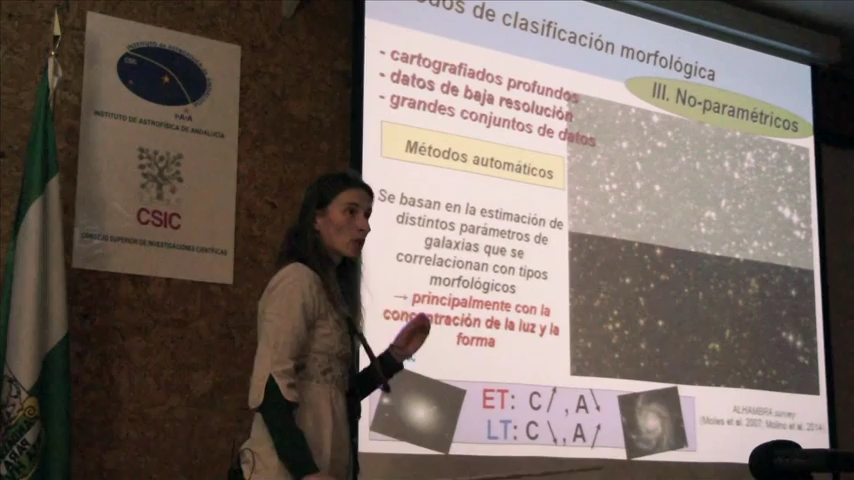 INSTITUTO DE ASTROFÍSICA DE ANDALUCIA
CSIC
CONSEJO SUPERIOR DE INVESTIGACIONES CIENTÍFICAS
de clasificación morfológica
III. No-paramétricos
- cartografiados profundos
- datos de baja resolución
- grandes conjuntos de datos
Métodos automáticos
Se basan en la estimación de
distintos parámetros de
galaxias que se
correlacionan con tipos
morfológicos
→ principalmente con la
concentración de la luz y la
forma
ET: C↗, A↘
LT: C↘, A↗
ALHAMBRA survey
(Moles et al. 2007; Molino et al. 2014)